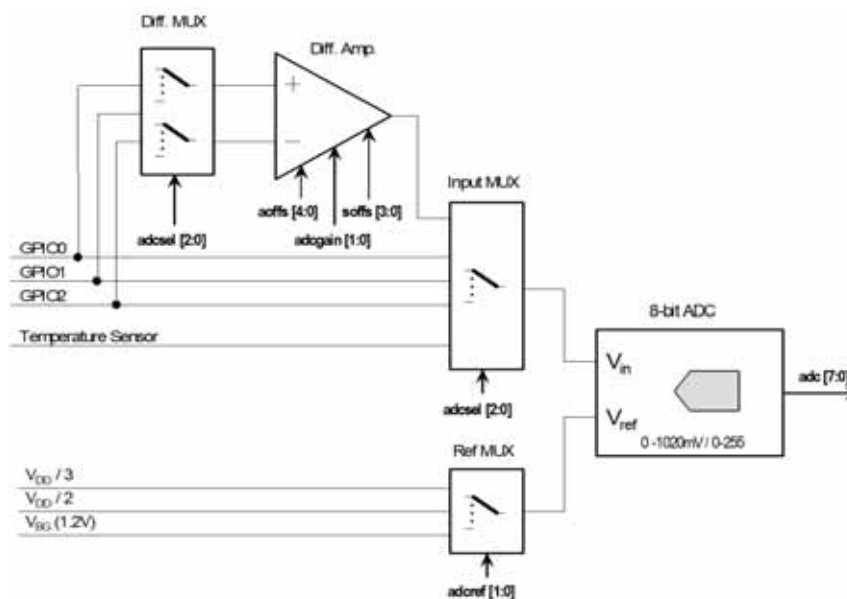 Diff. MUX
Diff. Amp.
+
−
adcsel [2:0]
aoffs [4:0]
soffs [3:0]
adcgain [1:0]
Input MUX
GPIO0
GPIO1
GPIO2
Temperature Sensor
adcsel [2:0]
8-bit ADC
Vin
Vref
adc [7:0]
0 -1020mV / 0-255
Ref MUX
VDD / 3
VDD / 2
VBG (1.2V)
adcref [1:0]